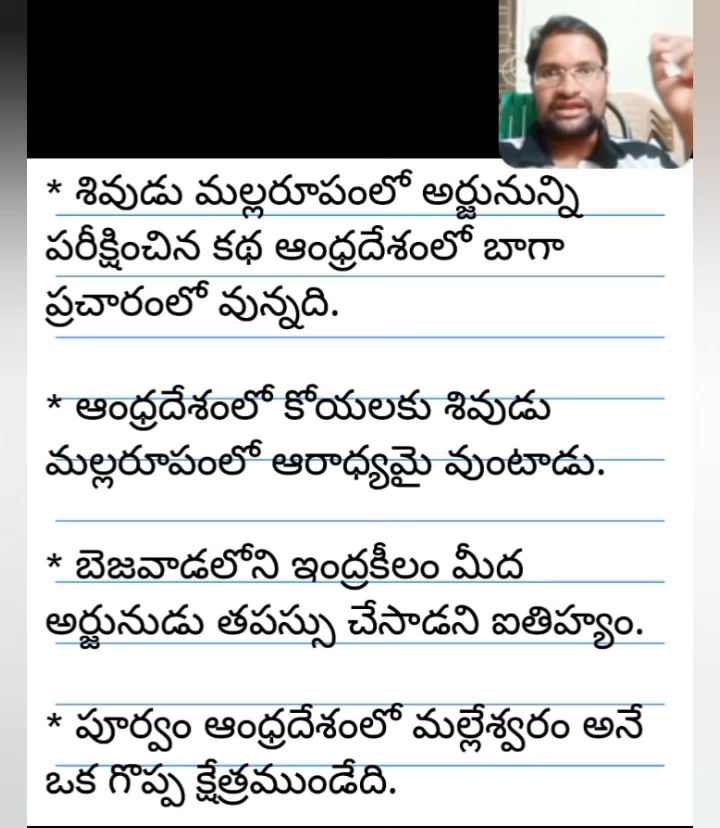 * శివుడు మల్లరూపంలో అర్జునున్ని
పరీక్షించిన కథ ఆంధ్రదేశంలో బాగా
ప్రచారంలో వున్నది.
* ఆంధ్రదేశంలో కోయలకు శివుడు
మల్లరూపంలో ఆరాధ్యమై వుంటాడు.
* బెజవాడలోని ఇంద్రకీలం మీద
అర్జునుడు తపస్సు చేసాడని ఐతిహ్యం.
* పూర్వం ఆంధ్రదేశంలో మల్లేశ్వరం అనే
ఒక గొప్ప క్షేత్రముండేది.